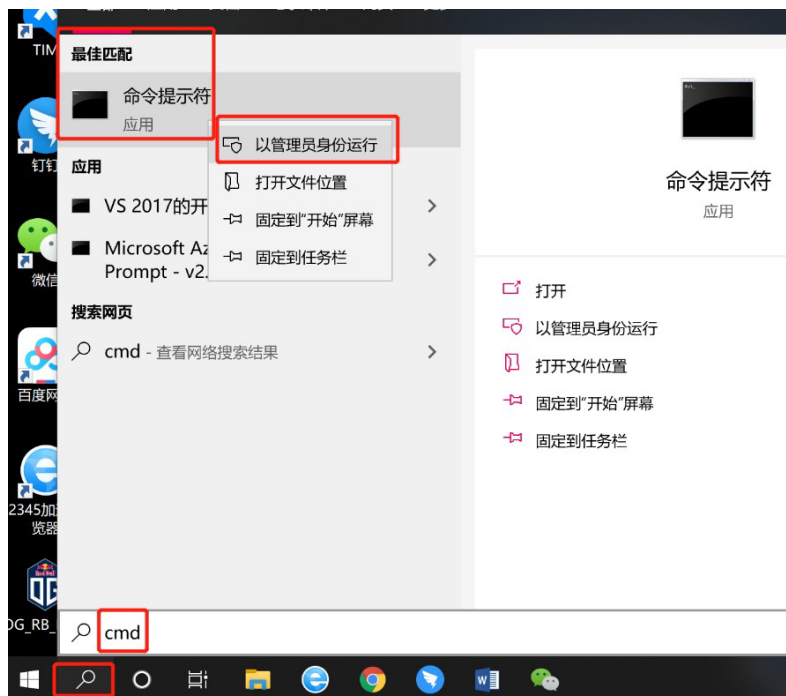 TIM
最佳匹配
命令提示符
应用
钉钉
应用
VS 2017的开
Microsoft Az
Prompt - v2.
微信
搜索网页
cmd - 查看网络搜索结果
百度网
2345加
览器
OG_RB_
以管理员身份运行
打开文件位置
固定到"开始"屏幕
固定到任务栏
命令提示符
应用
打开
以管理员身份运行
打开文件位置
固定到"开始"屏幕
固定到任务栏
cmd